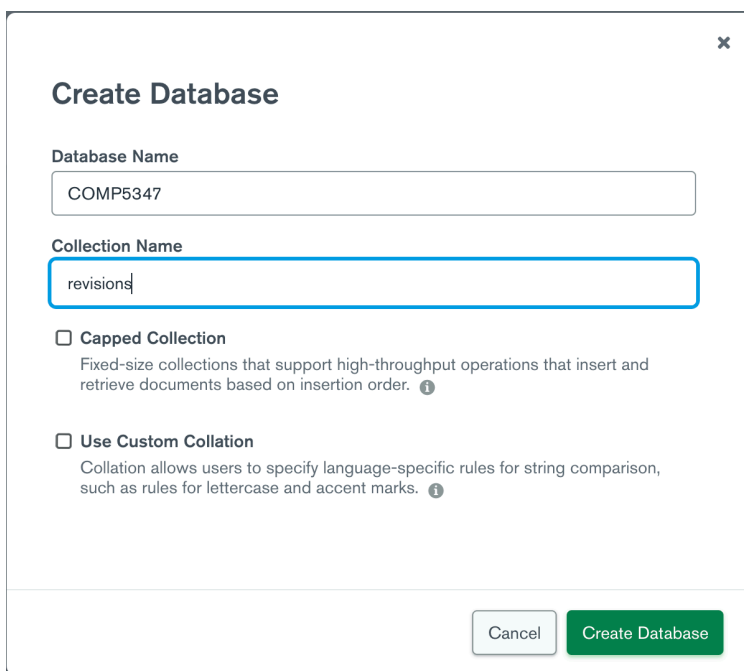 Create Database
Database Name
COMP5347
Collection Name
revisions
Capped Collection
Fixed-size collections that support high-throughput operations that insert and
retrieve documents based on insertion order.
Use Custom Collation
Collation allows users to specify language-specific rules for string comparison,
such as rules for lettercase and accent marks.
Cancel
Create Database